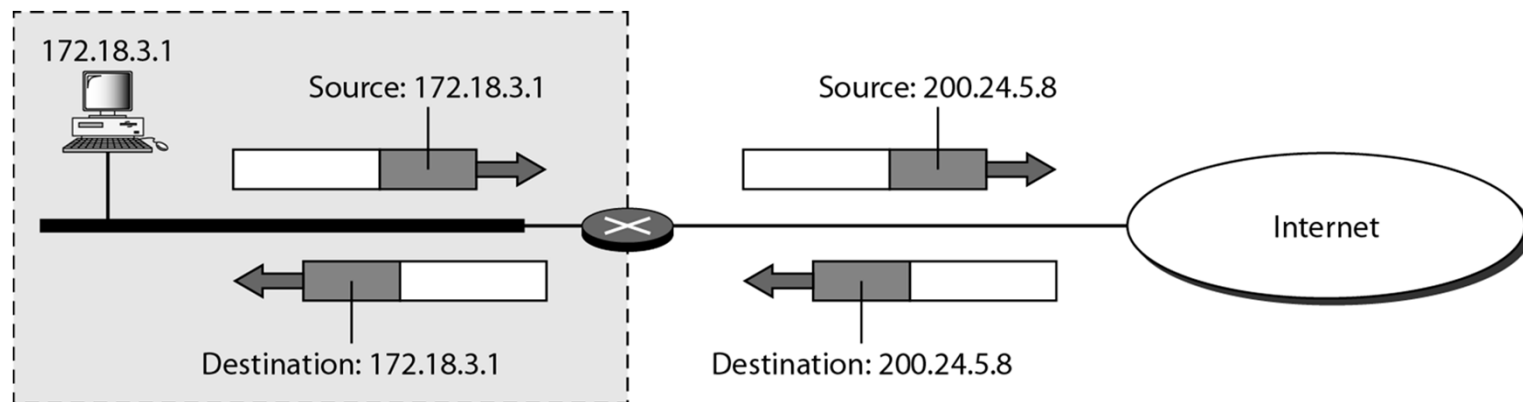 172.18.3.1
Source: 172.18.3.1
Source: 200.24.5.8
Internet
Destination: 172.18.3.1
Destination: 200.24.5.8